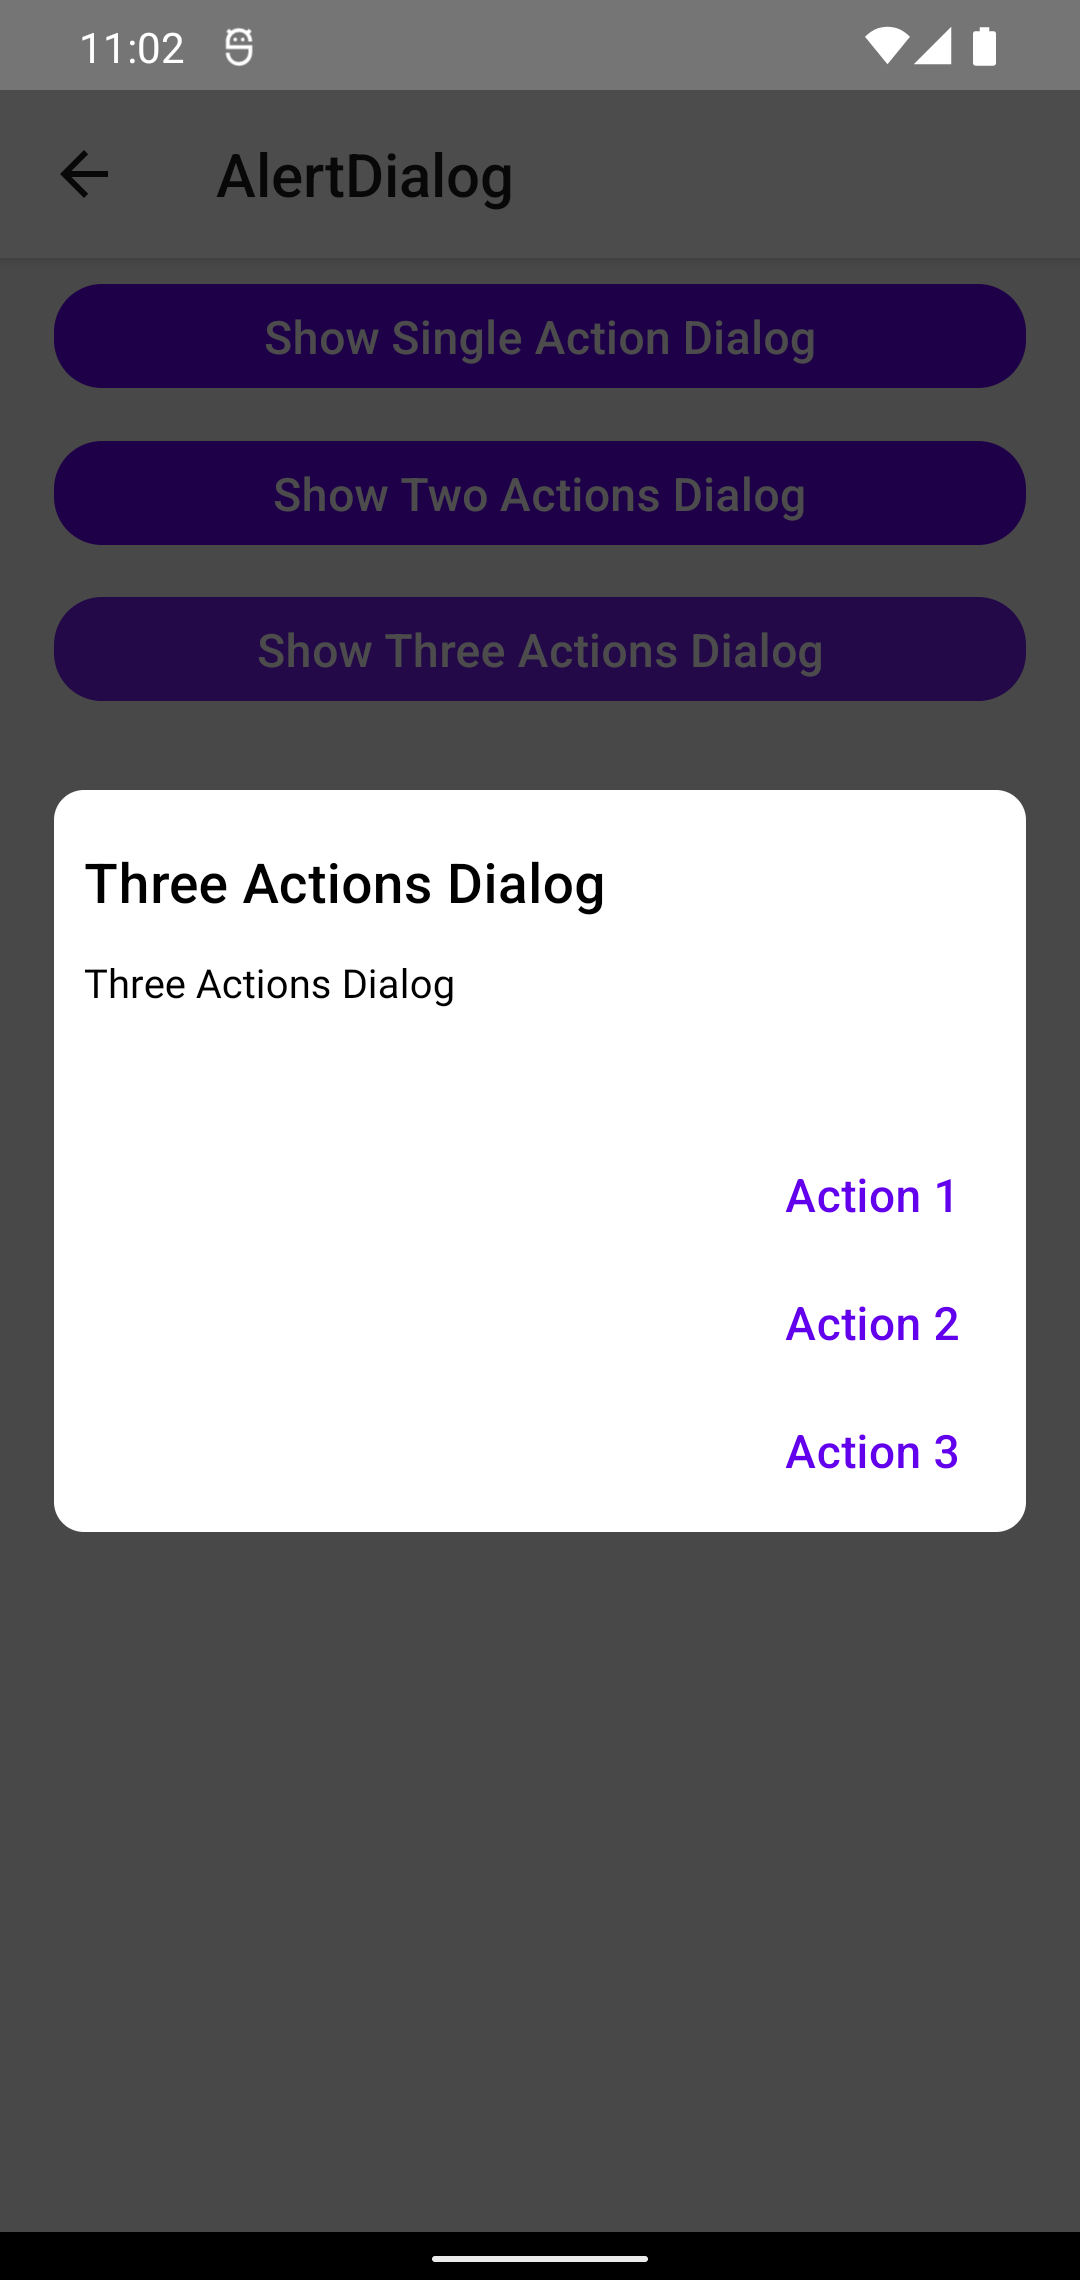 11:02
AlertDialog
Show Single Action Dialog
Show Two Actions Dialog
Show Three Actions Dialog
Three Actions Dialog
Three Actions Dialog
Action 1
Action 2
Action 3